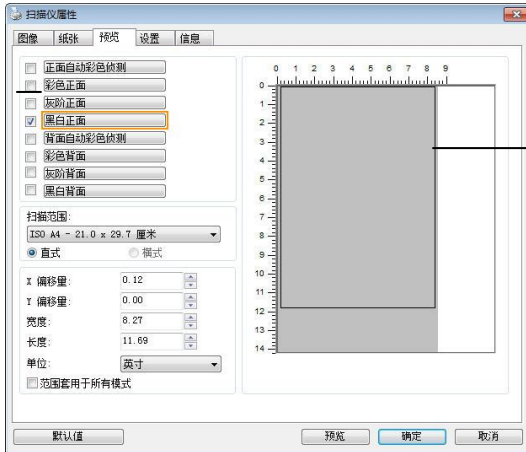 扫描仪属性
图像 纸张 预览 设置 信息
正面自动彩色侦测
彩色正面
灰阶正面
黑白正面
背面自动彩色侦测
彩色背面
灰阶背面
黑白背面
扫描范围:
ISO A4 - 21.0 x 29.7 厘米
直式 横式
X 偏移量: 0.12
Y 偏移量: 0.00
宽度: 8.27
长度: 11.69
单位: 英寸
范围套用于所有模式
0 1 2 3 4 5 6 7 8 9
0
1
2
3
4
5
6
7
8
9
10
11
12
13
14
默认值 预览 确定 取消